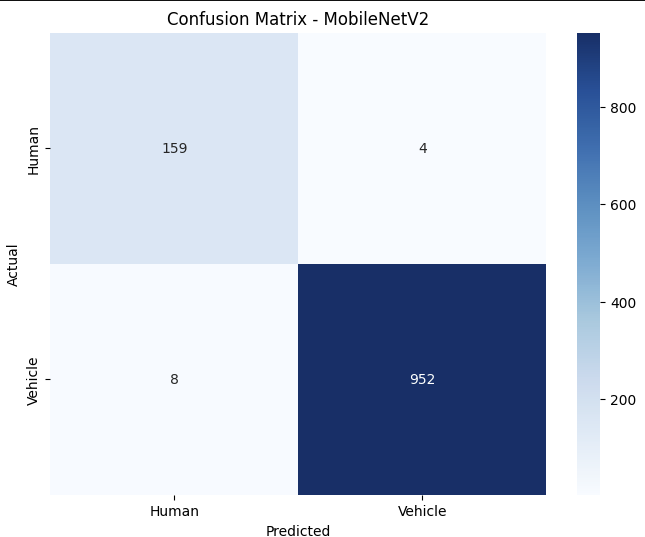 Confusion Matrix - MobileNetV2
Human
159
4
Actual
Vehicle
8
952
Human
Vehicle
Predicted
800
600
400
200